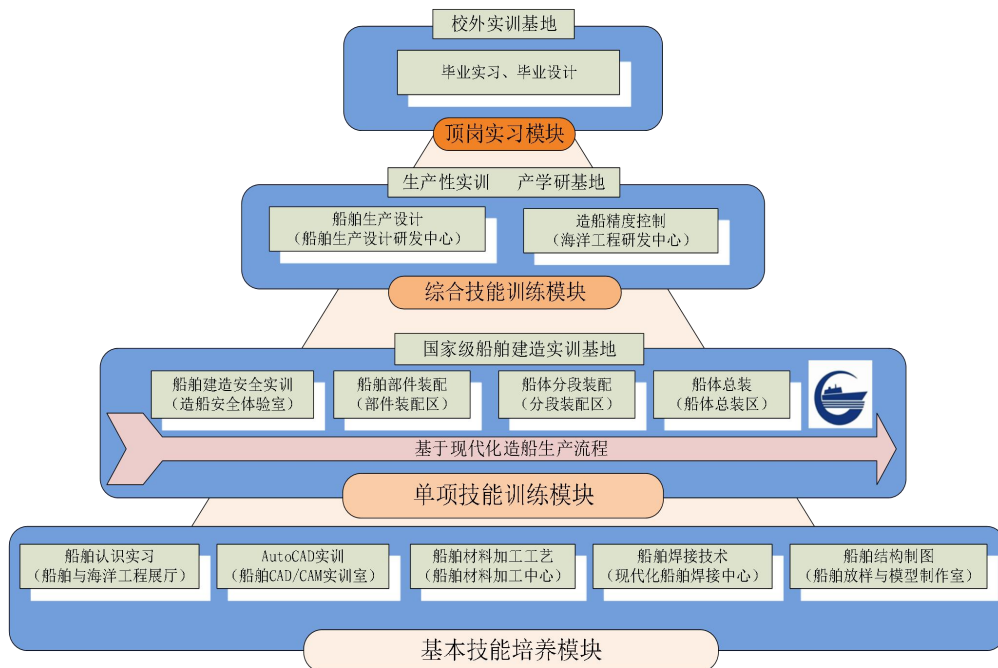 校外实训基地
毕业实习、毕业设计
顶岗实习模块
生产性实训 产学研基地
船舶生产设计
（船舶生产设计研发中心）
造船精度控制
（海洋工程研发中心）
综合技能训练模块
国家级船舶建造实训基地
船舶建造安全实训
（造船安全体验室）
船舶部件装配
（部件装配区）
船体分段装配
（分段装配区）
船体总装
（船体总装区）
基于现代化造船生产流程
单项技能训练模块
船舶认识实习
（船舶与海洋工程展厅）
AutoCAD实训
（船舶CAD/CAM实训室）
船舶材料加工工艺
（船舶材料加工中心）
船舶焊接技术
（现代化船舶焊接中心）
船舶结构制图
（船舶放样与模型制作室）
基本技能培养模块